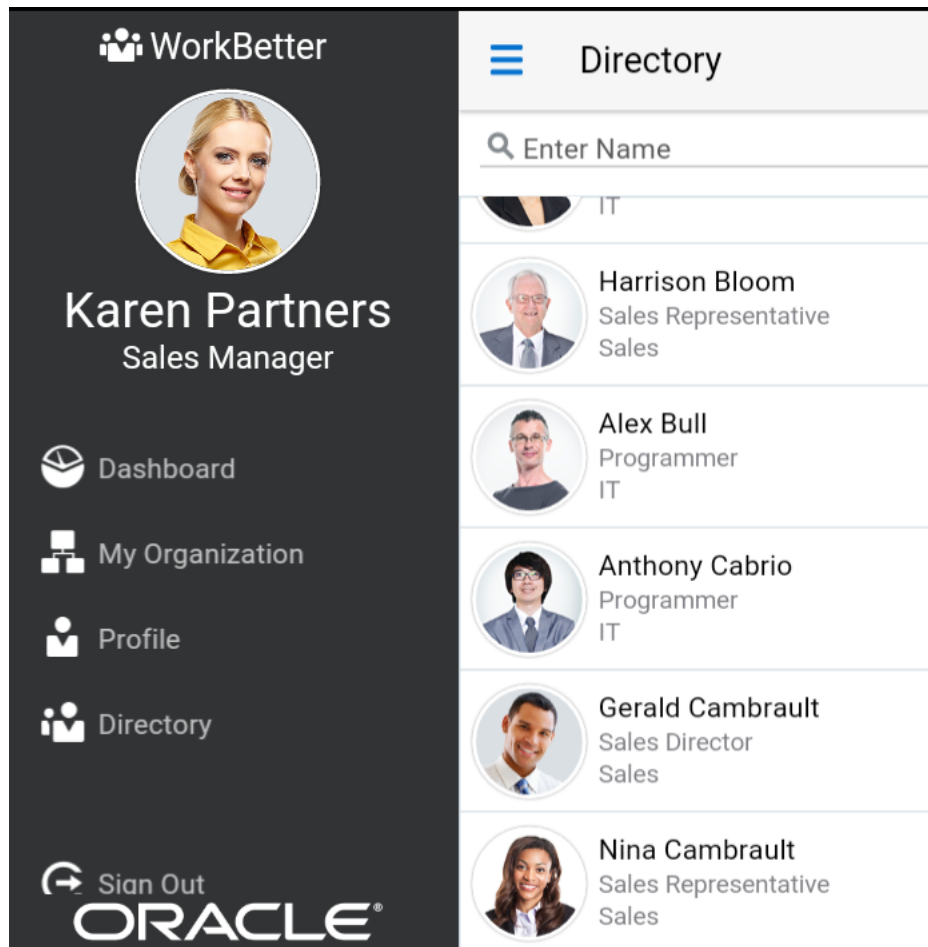 WorkBetter
Karen Partners
Sales Manager
Dashboard
My Organization
Profile
Directory
Sign Out
ORACLE®
Directory
Enter Name
IT
Harrison Bloom
Sales Representative
Sales
Alex Bull
Programmer
IT
Anthony Cabrio
Programmer
IT
Gerald Cambrault
Sales Director
Sales
Nina Cambrault
Sales Representative
Sales